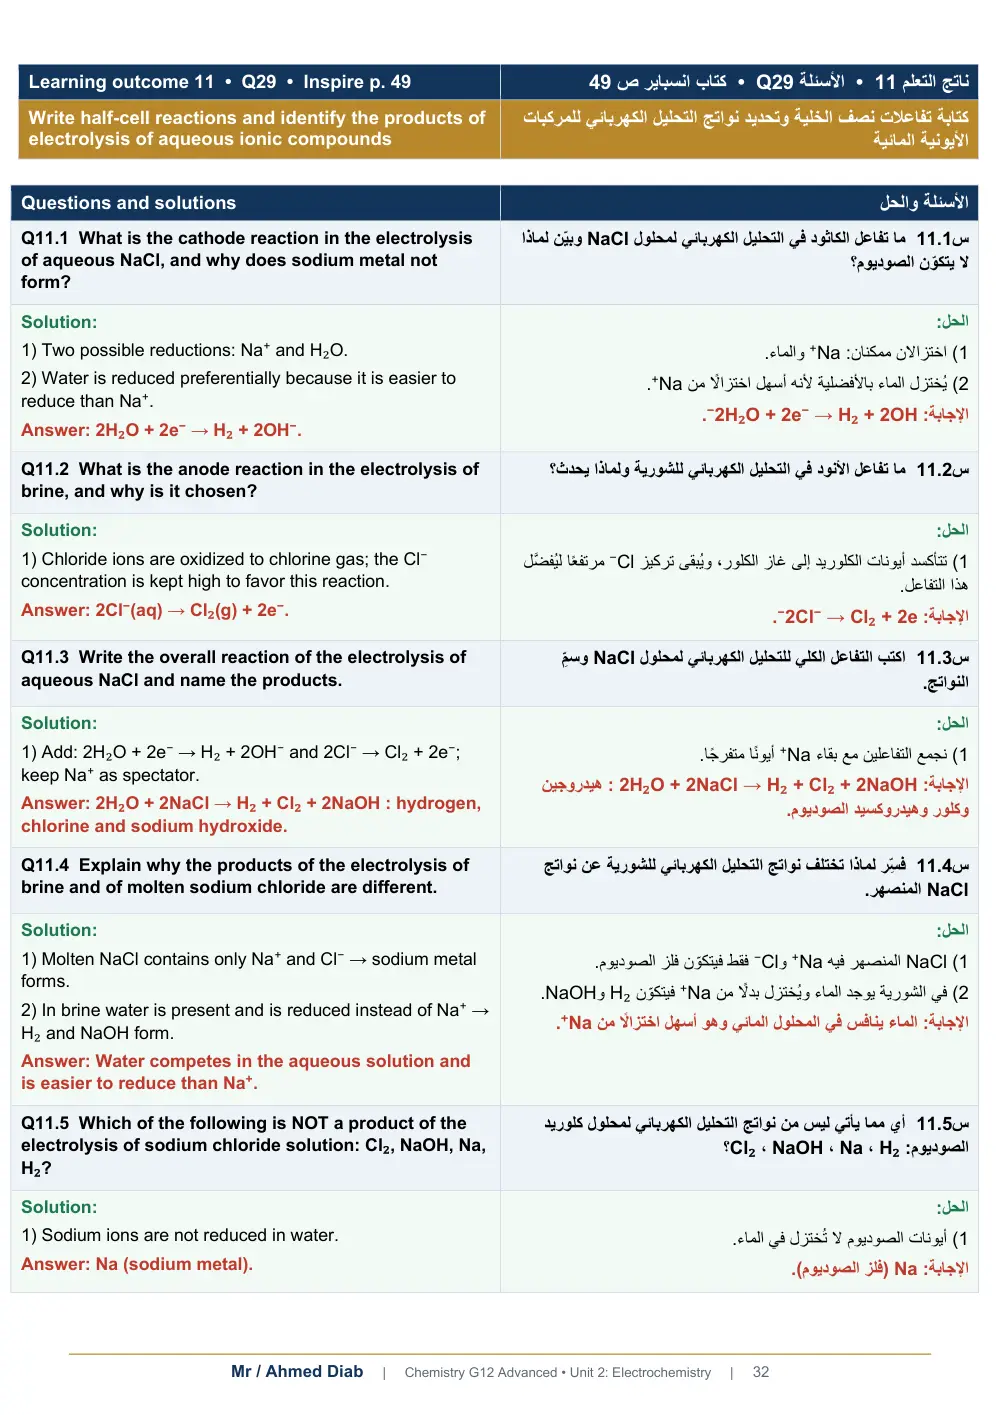 Learning outcome 11 • Q29 • Inspire p. 49
ناتج التعلم 11 • الأسئلة Q29 • كتاب انسباير ص 49
Write half-cell reactions and identify the products of
electrolysis of aqueous ionic compounds
كتابة تفاعلات نصف الخلية وتحديد نواتج التحليل الكهربائي للمركبات
الأيونية المائية
Questions and solutions
الأسئلة والحل
Q11.1 What is the cathode reaction in the electrolysis
of aqueous NaCl, and why does sodium metal not
form?
س11.1 ما تفاعل الكاثود في التحليل الكهربائي لمحلول NaCl وبيّن لماذا
لا يتكوّن الصوديوم؟
Solution:
1) Two possible reductions: Na⁺ and H₂O.
2) Water is reduced preferentially because it is easier to
reduce than Na⁺.
Answer: 2H₂O + 2e⁻ → H₂ + 2OH⁻.
الحل:
1) اختزالان ممكنان: Na⁺ والماء.
2) يُختزل الماء بالأفضلية لأنه أسهل اختزالًا من Na⁺.
الإجابة: 2H₂O + 2e⁻ → H₂ + 2OH⁻.
Q11.2 What is the anode reaction in the electrolysis of
brine, and why is it chosen?
س11.2 ما تفاعل الأنود في التحليل الكهربائي للشورية ولماذا يحدث؟
Solution:
1) Chloride ions are oxidized to chlorine gas; the Cl⁻
concentration is kept high to favor this reaction.
Answer: 2Cl⁻(aq) → Cl₂(g) + 2e⁻.
الحل:
1) تتأكسد أيونات الكلوريد إلى غاز الكلور، ويُبقى تركيز Cl⁻ مرتفعًا ليُفضَّل
هذا التفاعل.
الإجابة: 2Cl⁻ → Cl₂ + 2e⁻.
Q11.3 Write the overall reaction of the electrolysis of
aqueous NaCl and name the products.
س11.3 اكتب التفاعل الكلي للتحليل الكهربائي لمحلول NaCl وسمِّ
النواتج.
Solution:
1) Add: 2H₂O + 2e⁻ → H₂ + 2OH⁻ and 2Cl⁻ → Cl₂ + 2e⁻;
keep Na⁺ as spectator.
Answer: 2H₂O + 2NaCl → H₂ + Cl₂ + 2NaOH : hydrogen,
chlorine and sodium hydroxide.
الحل:
1) نجمع التفاعلين مع بقاء Na⁺ أيونًا متفرجًا.
الإجابة: 2H₂O + 2NaCl → H₂ + Cl₂ + 2NaOH : هيدروجين
وكلور وهيدروكسيد الصوديوم.
Q11.4 Explain why the products of the electrolysis of
brine and of molten sodium chloride are different.
س11.4 فسِّر لماذا تختلف نواتج التحليل الكهربائي للشورية عن نواتج
NaCl المنصهر.
Solution:
1) Molten NaCl contains only Na⁺ and Cl⁻ → sodium metal
forms.
2) In brine water is present and is reduced instead of Na⁺ →
H₂ and NaOH form.
Answer: Water competes in the aqueous solution and
is easier to reduce than Na⁺.
الحل:
1) NaCl المنصهر فيه Na⁺ وCl⁻ فقط فيتكوّن فلز الصوديوم.
2) في الشورية يوجد الماء ويُختزل بدلًا من Na⁺ فيتكوّن H₂ وNaOH.
الإجابة: الماء ينافس في المحلول المائي وهو أسهل اختزالًا من Na⁺.
Q11.5 Which of the following is NOT a product of the
electrolysis of sodium chloride solution: Cl₂, NaOH, Na,
H₂?
س11.5 أي مما يأتي ليس من نواتج التحليل الكهربائي لمحلول كلوريد
الصوديوم: Cl₂ ، NaOH ، Na ، H₂؟
Solution:
1) Sodium ions are not reduced in water.
Answer: Na (sodium metal).
الحل:
1) أيونات الصوديوم لا تُختزل في الماء.
الإجابة: Na (فلز الصوديوم).
Mr / Ahmed Diab | Chemistry G12 Advanced • Unit 2: Electrochemistry | 32